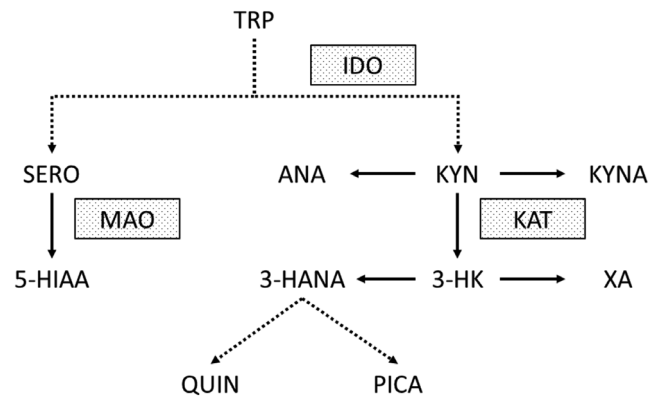 TRP
IDO
SERO
ANA
KYN
KYNA
MAO
KAT
5-HIAA
3-HANA
3-HK
XA
QUIN
PICA